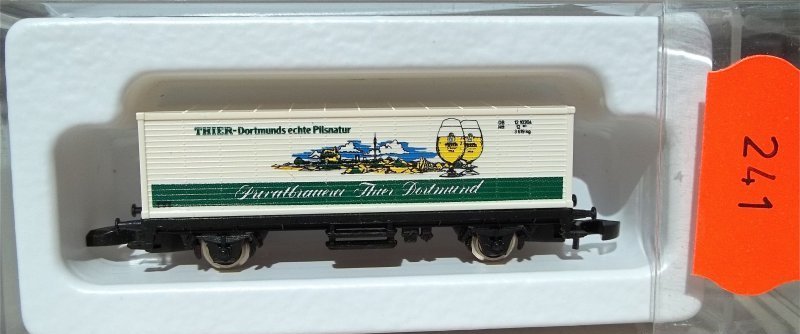 THIER-Dortmunds echte Pilsnatur
Privatbrauerei Thier Dortmund
241